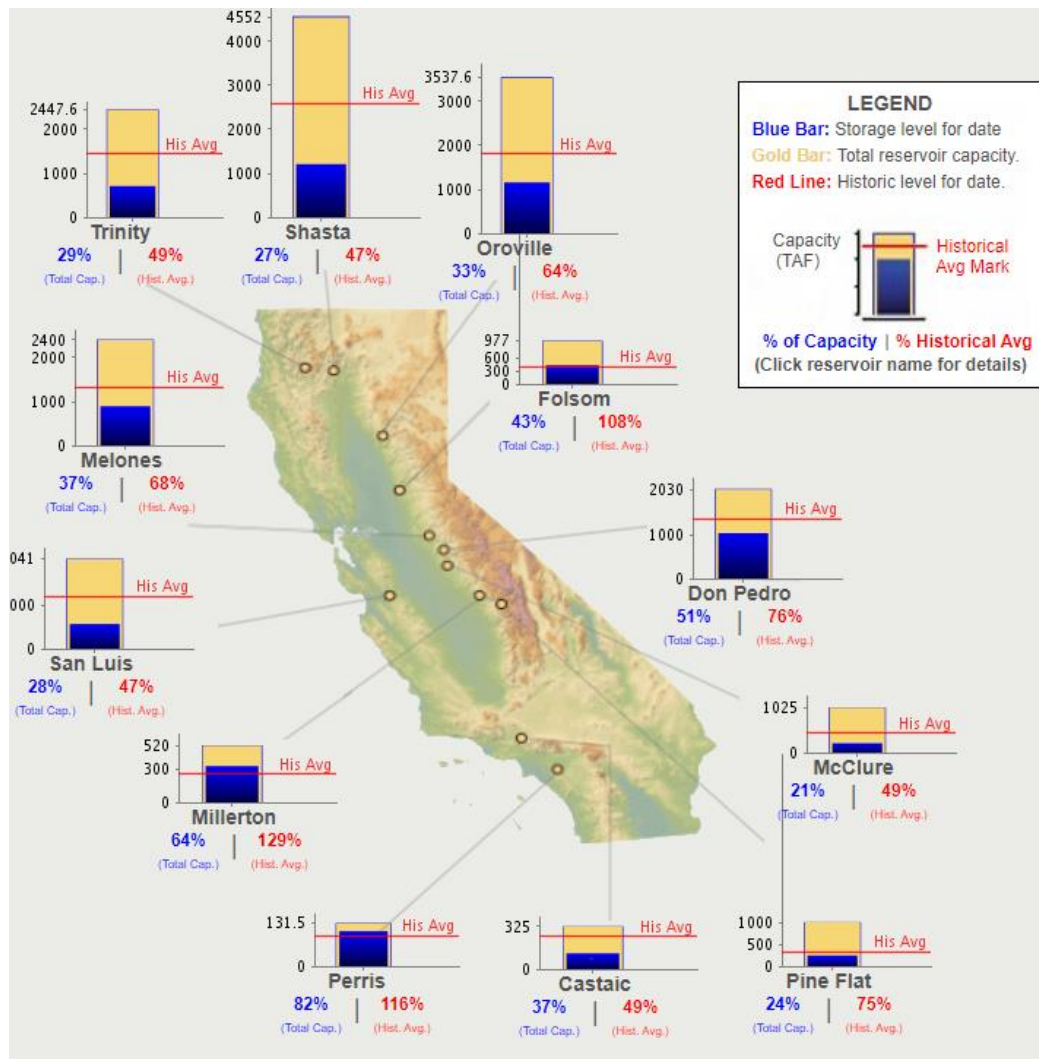 4552
4000
3000
2000
1000
0
His Avg
Shasta
27% | 47%
(Total Cap.) (Hist. Avg.)
2447.6
2000
1000
0
His Avg
Trinity
29% | 49%
(Total Cap.) (Hist. Avg.)
3537.6
3000
2000
1000
0
His Avg
Oroville
33% | 64%
(Total Cap.) (Hist. Avg.)
LEGEND
Blue Bar: Storage level for date
Gold Bar: Total reservoir capacity.
Red Line: Historic level for date.
Capacity
(TAF)
Historical
Avg Mark
% of Capacity | % Historical Avg
(Click reservoir name for details)
2400
2000
1000
0
His Avg
Melones
37% | 68%
(Total Cap.) (Hist. Avg.)
977
600
300
0
His Avg
Folsom
43% | 108%
(Total Cap.) (Hist. Avg.)
2030
1000
0
His Avg
Don Pedro
51% | 76%
(Total Cap.) (Hist. Avg.)
041
000
0
His Avg
San Luis
28% | 47%
(Total Cap.) (Hist. Avg.)
1025
0
His Avg
McClure
21% | 49%
(Total Cap.) (Hist. Avg.)
520
300
0
His Avg
Millerton
64% | 129%
(Total Cap.) (Hist. Avg.)
131.5
0
His Avg
Perris
82% | 116%
(Total Cap.) (Hist. Avg.)
325
0
His Avg
Castaic
37% | 49%
(Total Cap.) (Hist. Avg.)
1000
500
0
His Avg
Pine Flat
24% | 75%
(Total Cap.) (Hist. Avg.)